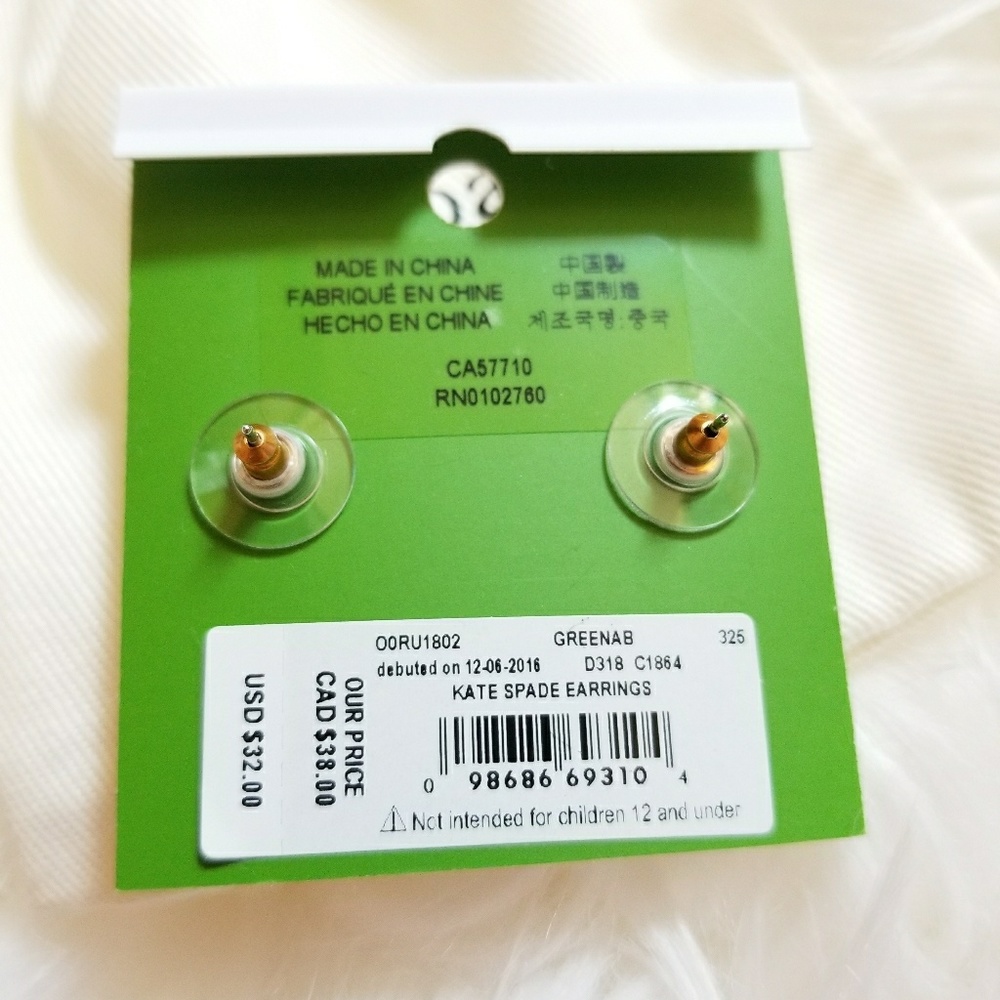 MADE IN CHINA
FABRIQUÉ EN CHINE
HECHO EN CHINA
中国製
中国制造
제조국명:중국
CA57710
RN0102760
O0RU1802 GREENAB 325
debuted on 12-06-2016 D318 C1864
KATE SPADE EARRINGS
0 98686 69310 4
⚠ Not intended for children 12 and under
OUR PRICE
CAD $38.00
USD $32.00